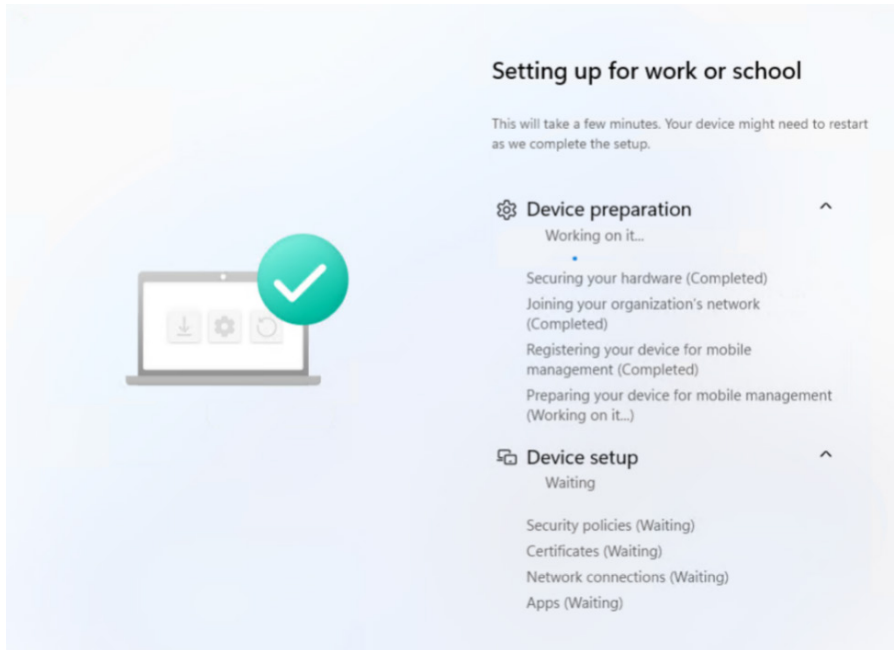 Setting up for work or school
This will take a few minutes. Your device might need to restart
as we complete the setup.
Device preparation
Working on it...
Securing your hardware (Completed)
Joining your organization's network
(Completed)
Registering your device for mobile
management (Completed)
Preparing your device for mobile management
(Working on it...)
Device setup
Waiting
Security policies (Waiting)
Certificates (Waiting)
Network connections (Waiting)
Apps (Waiting)